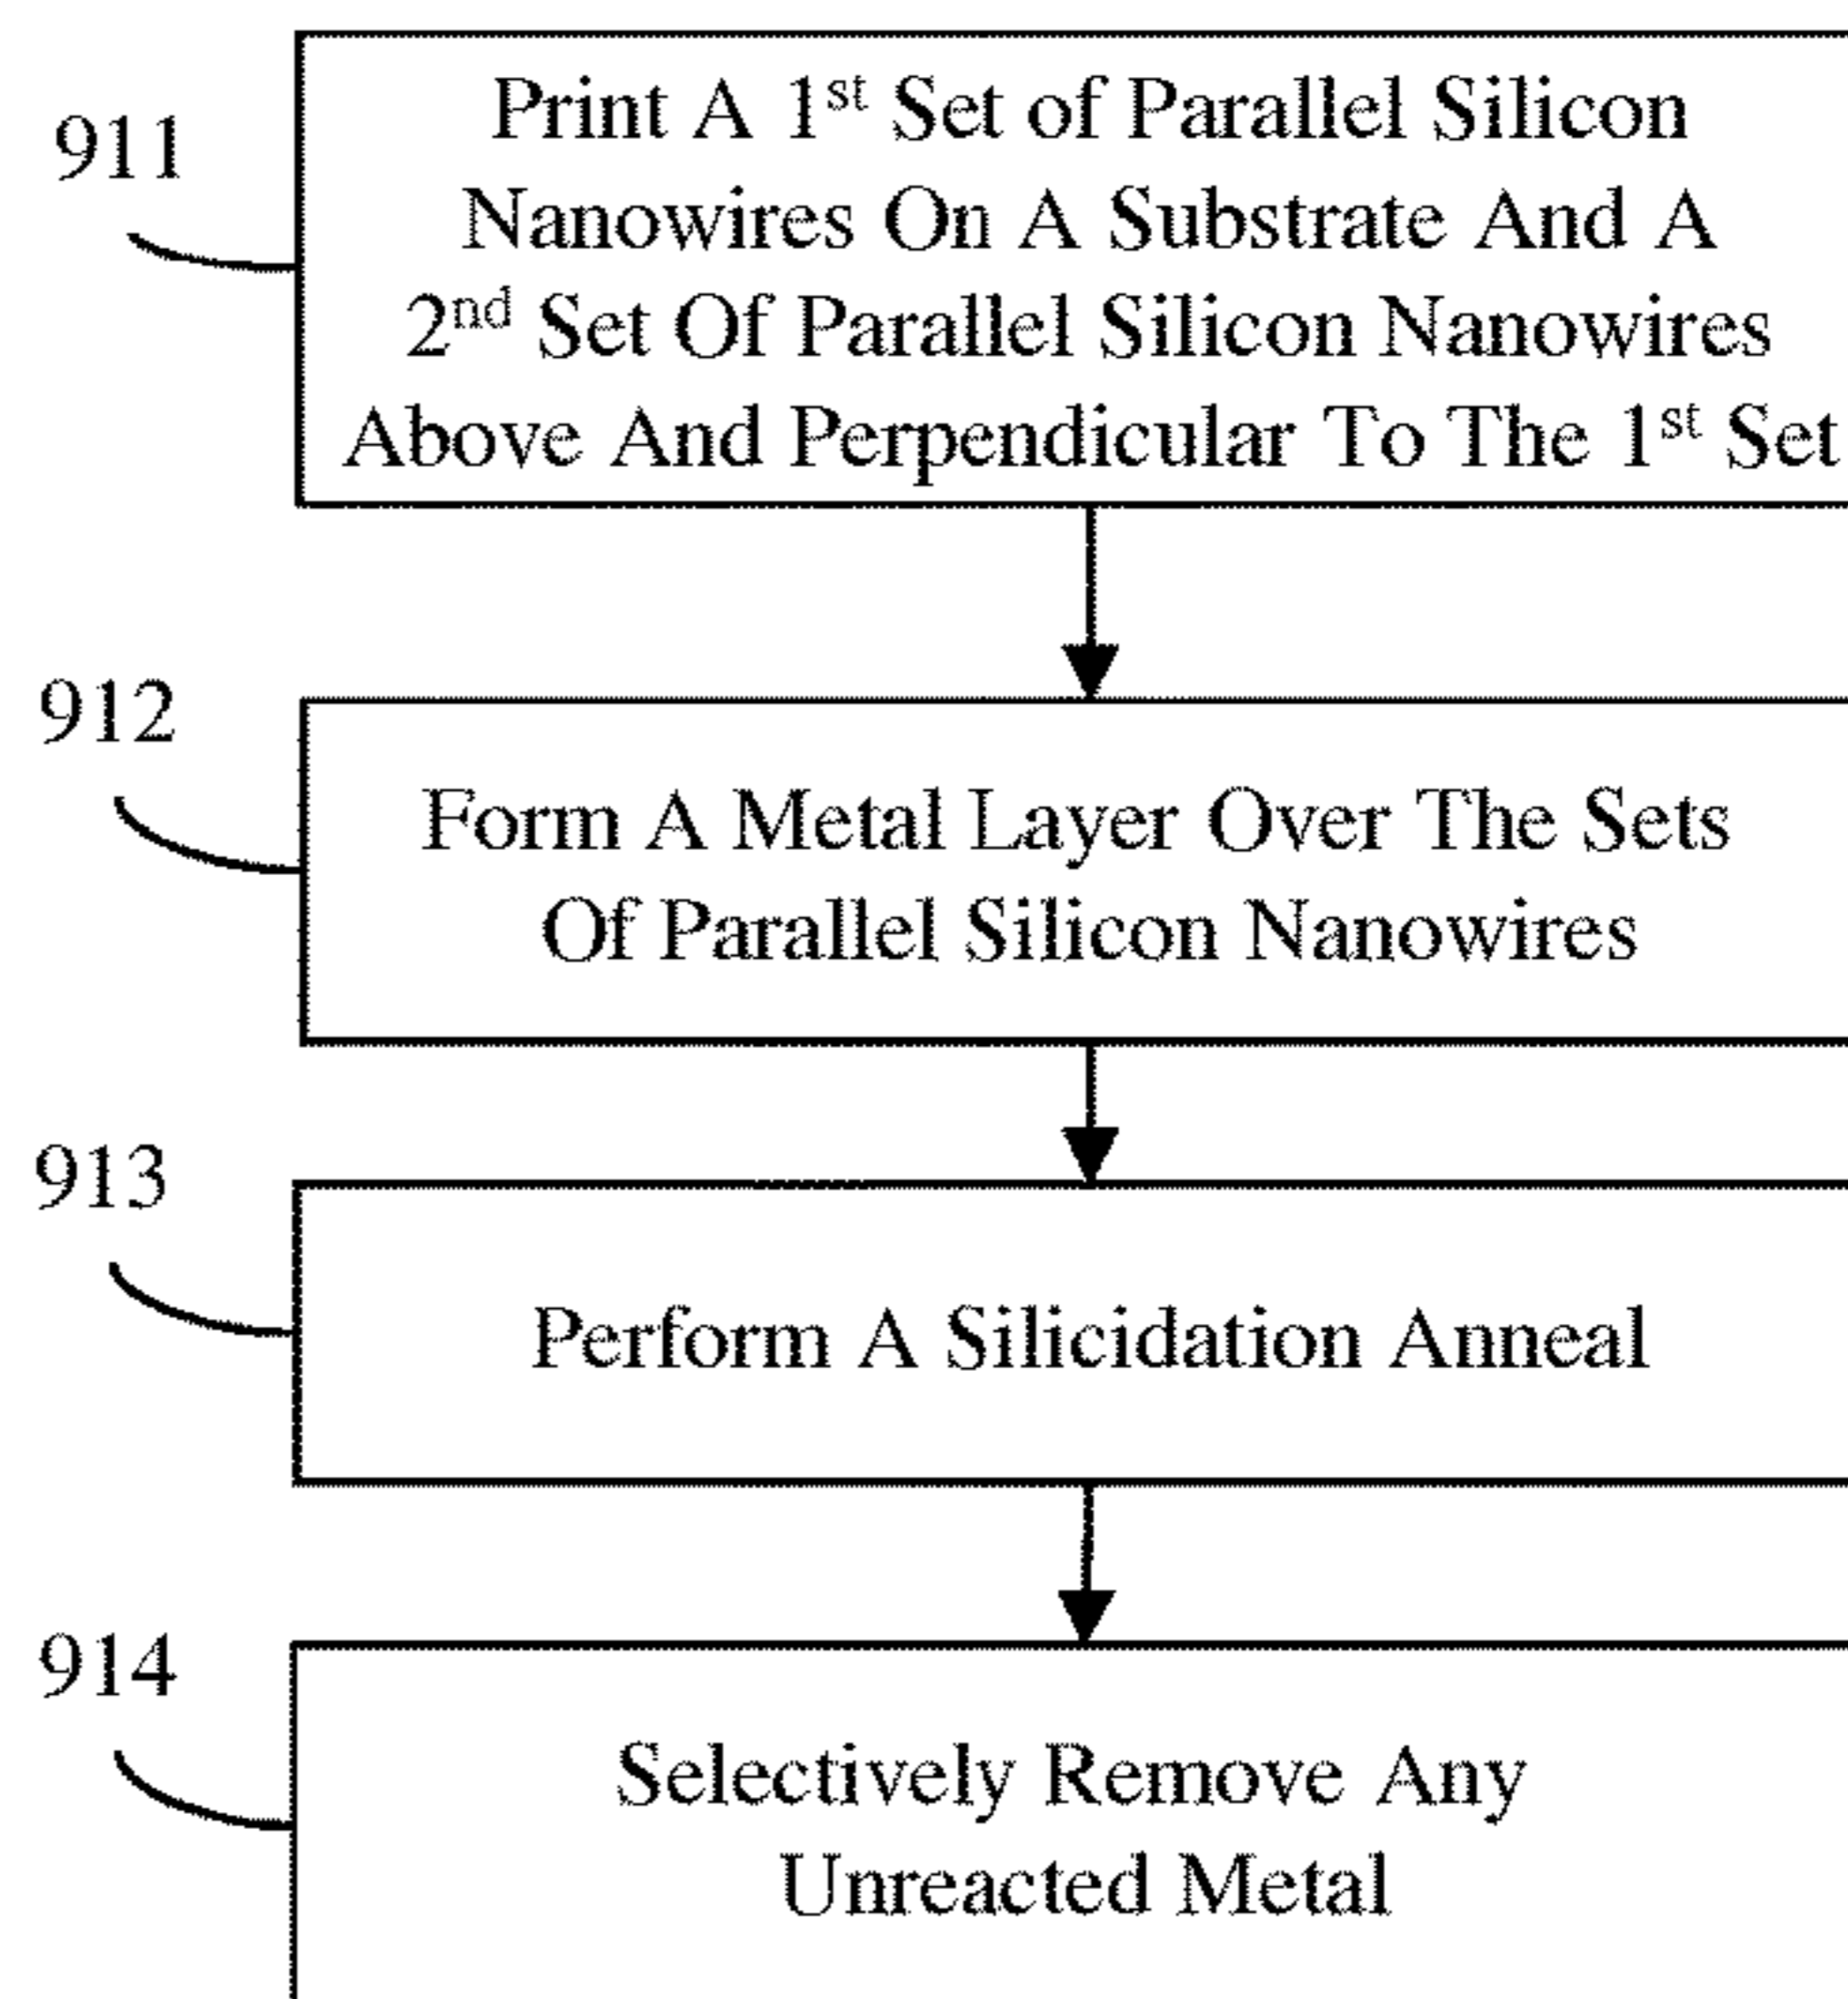 911
Print A 1st Set of Parallel Silicon
Nanowires On A Substrate And A
2nd Set Of Parallel Silicon Nanowires
Above And Perpendicular To The 1st Set
912
Form A Metal Layer Over The Sets
Of Parallel Silicon Nanowires
913
Perform A Silicidation Anneal
914
Selectively Remove Any
Unreacted Metal